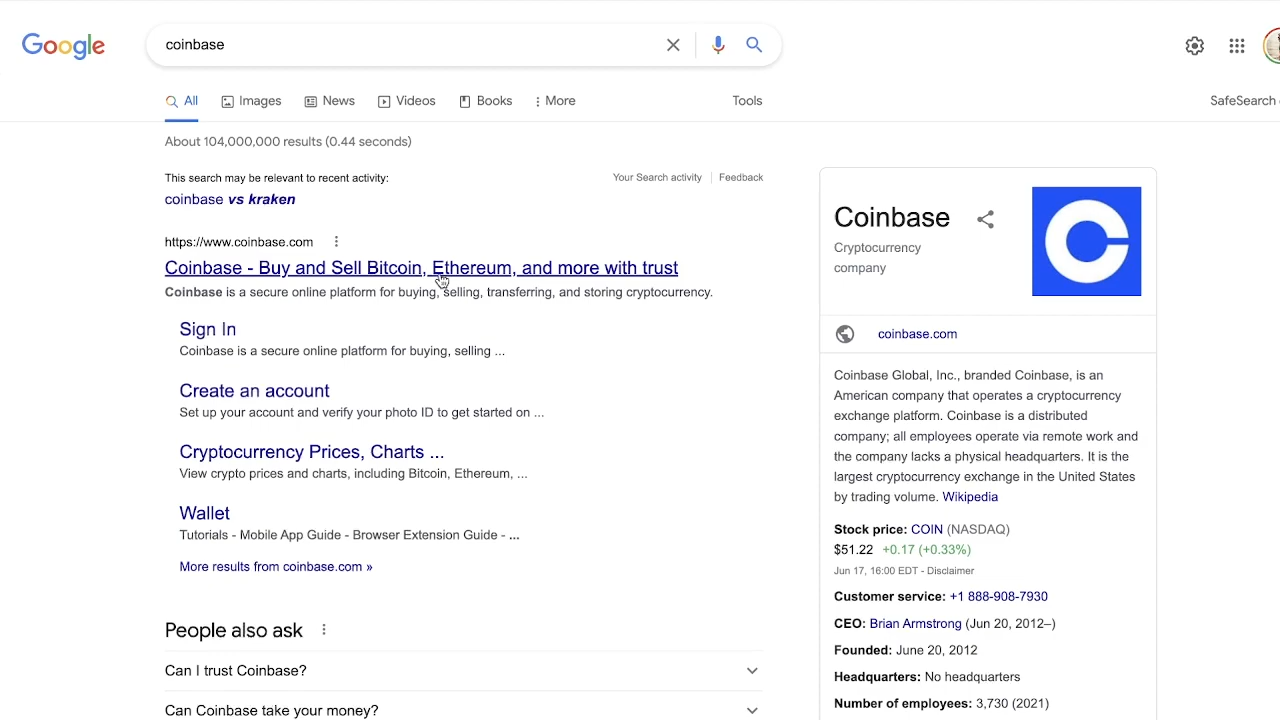 Google
coinbase
All
Images
News
Videos
Books
More
Tools
SafeSearch
About 104,000,000 results (0.44 seconds)
This search may be relevant to recent activity:
Your Search activity
Feedback
coinbase vs kraken
https://www.coinbase.com
Coinbase - Buy and Sell Bitcoin, Ethereum, and more with trust
Coinbase is a secure online platform for buying, selling, transferring, and storing cryptocurrency.
Sign In
Coinbase is a secure online platform for buying, selling ...
Create an account
Set up your account and verify your photo ID to get started on ...
Cryptocurrency Prices, Charts ...
View crypto prices and charts, including Bitcoin, Ethereum, ...
Wallet
Tutorials - Mobile App Guide - Browser Extension Guide - ...
More results from coinbase.com »
People also ask
Can I trust Coinbase?
Can Coinbase take your money?
Coinbase
Cryptocurrency
company
coinbase.com
Coinbase Global, Inc., branded Coinbase, is an
American company that operates a cryptocurrency
exchange platform. Coinbase is a distributed
company; all employees operate via remote work and
the company lacks a physical headquarters. It is the
largest cryptocurrency exchange in the United States
by trading volume. Wikipedia
Stock price: COIN (NASDAQ)
$51.22 +0.17 (+0.33%)
Jun 17, 16:00 EDT - Disclaimer
Customer service: +1 888-908-7930
CEO: Brian Armstrong (Jun 20, 2012–)
Founded: June 20, 2012
Headquarters: No headquarters
Number of employees: 3,730 (2021)